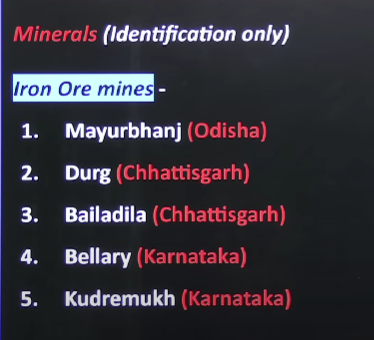 Minerals (Identification only)
Iron Ore mines -
1. Mayurbhanj (Odisha)
2. Durg (Chhattisgarh)
3. Bailadila (Chhattisgarh)
4. Bellary (Karnataka)
5. Kudremukh (Karnataka)